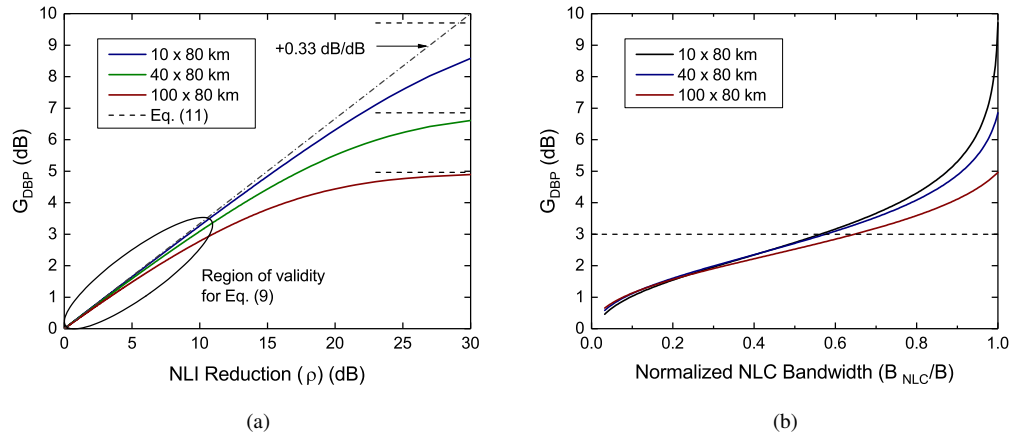 10
9
8
7
6
5
4
3
2
1
0
G_DBP (dB)
10 x 80 km
40 x 80 km
100 x 80 km
Eq. (11)
+0.33 dB/dB
Region of validity
for Eq. (9)
0 5 10 15 20 25 30
NLI Reduction (ρ) (dB)
(a)
10
9
8
7
6
5
4
3
2
1
0
G_DBP (dB)
10 x 80 km
40 x 80 km
100 x 80 km
0.0 0.2 0.4 0.6 0.8 1.0
Normalized NLC Bandwidth (B_NLC/B)
(b)